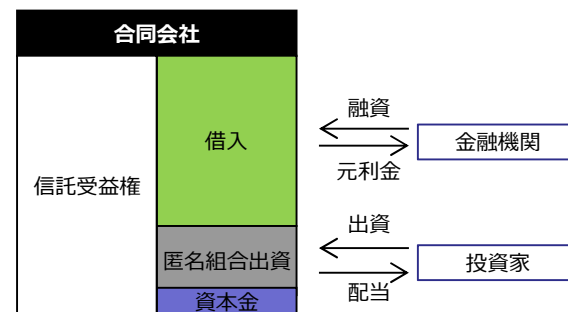 合同会社
信託受益権
借入
匿名組合出資
資本金
融資
元利金
金融機関
出資
配当
投資家